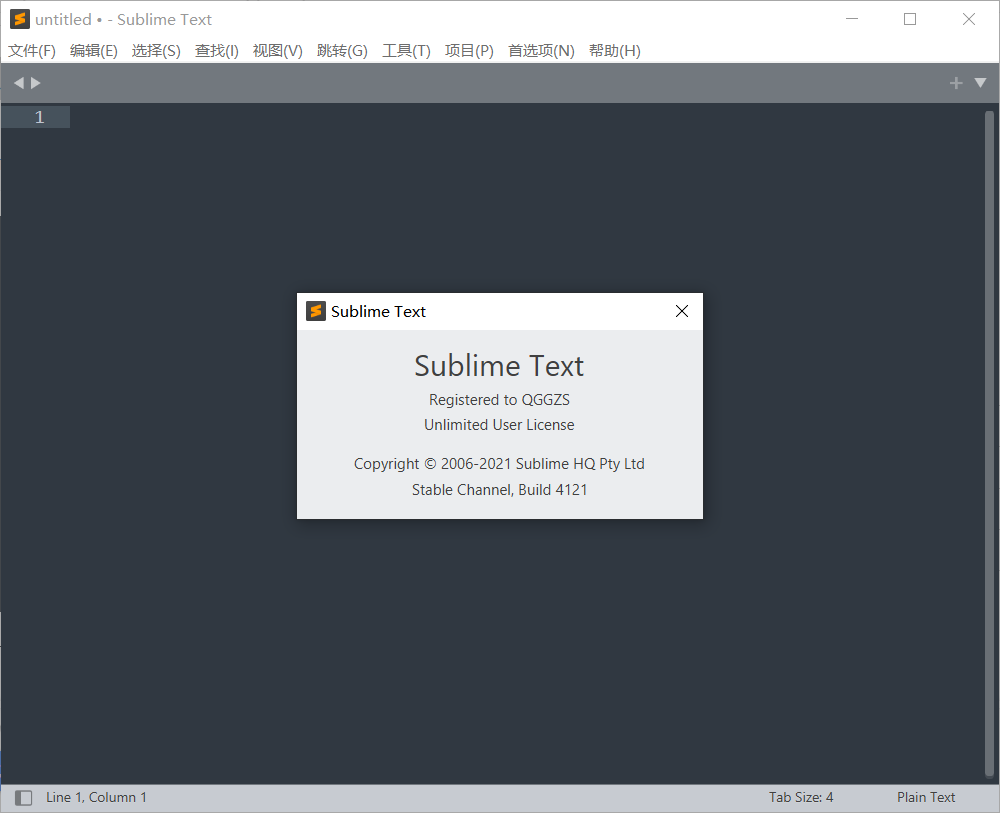 untitled • - Sublime Text
文件(F) 编辑(E) 选择(S) 查找(I) 视图(V) 跳转(G) 工具(T) 项目(P) 首选项(N) 帮助(H)
1
Sublime Text
Sublime Text
Registered to QGGZS
Unlimited User License
Copyright © 2006-2021 Sublime HQ Pty Ltd
Stable Channel, Build 4121
Line 1, Column 1 Tab Size: 4 Plain Text